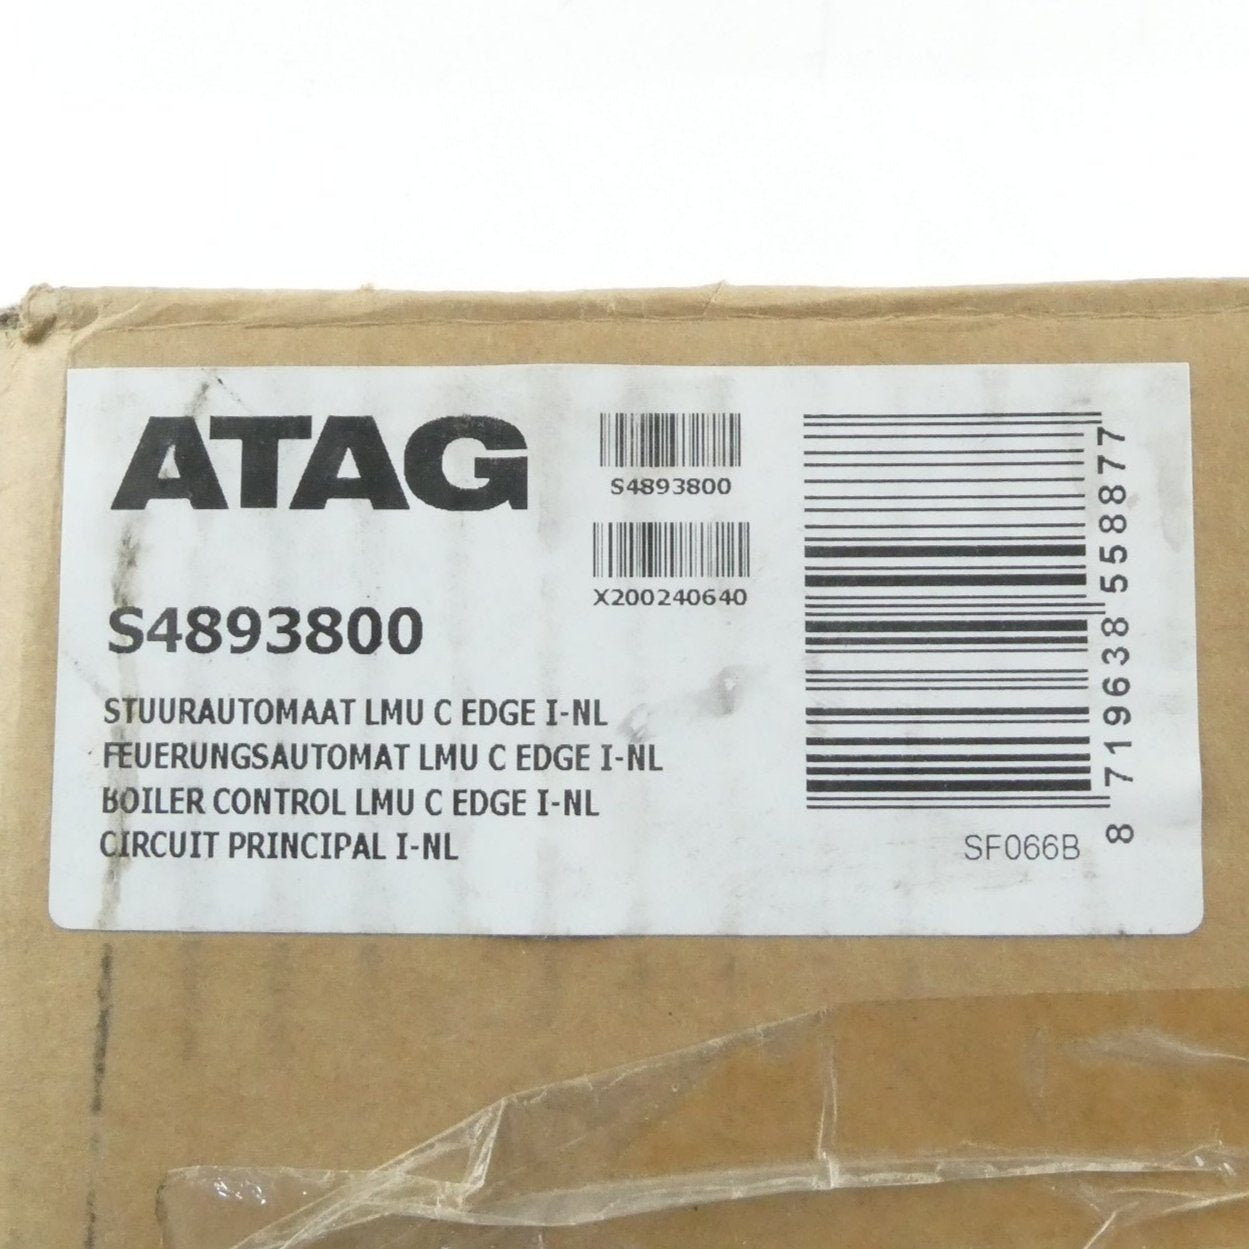 ATAG
S4893800
X200240640
S4893800
STUURAUTOMAAT LMU C EDGE I-NL
FEUERUNGSAUTOMAT LMU C EDGE I-NL
BOILER CONTROL LMU C EDGE I-NL
CIRCUIT PRINCIPAL I-NL
8 719638 558877
SF066B